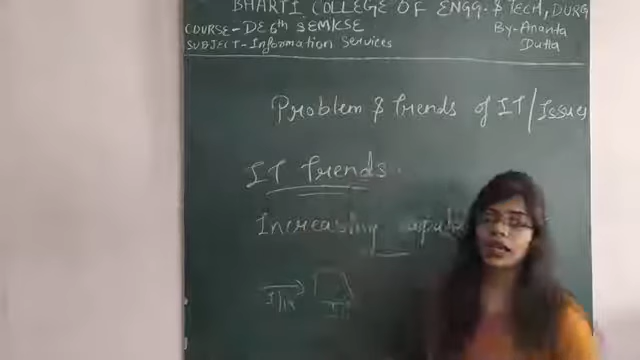 BHARTI COLLEGE OF ENGG. & TECH, DURG
COURSE - DE 6th SEM/CSE
By - Ananta
SUBJECT - Information Services
Dutta
Problem & Trends of IT/Issues
IT Trends
Increasing